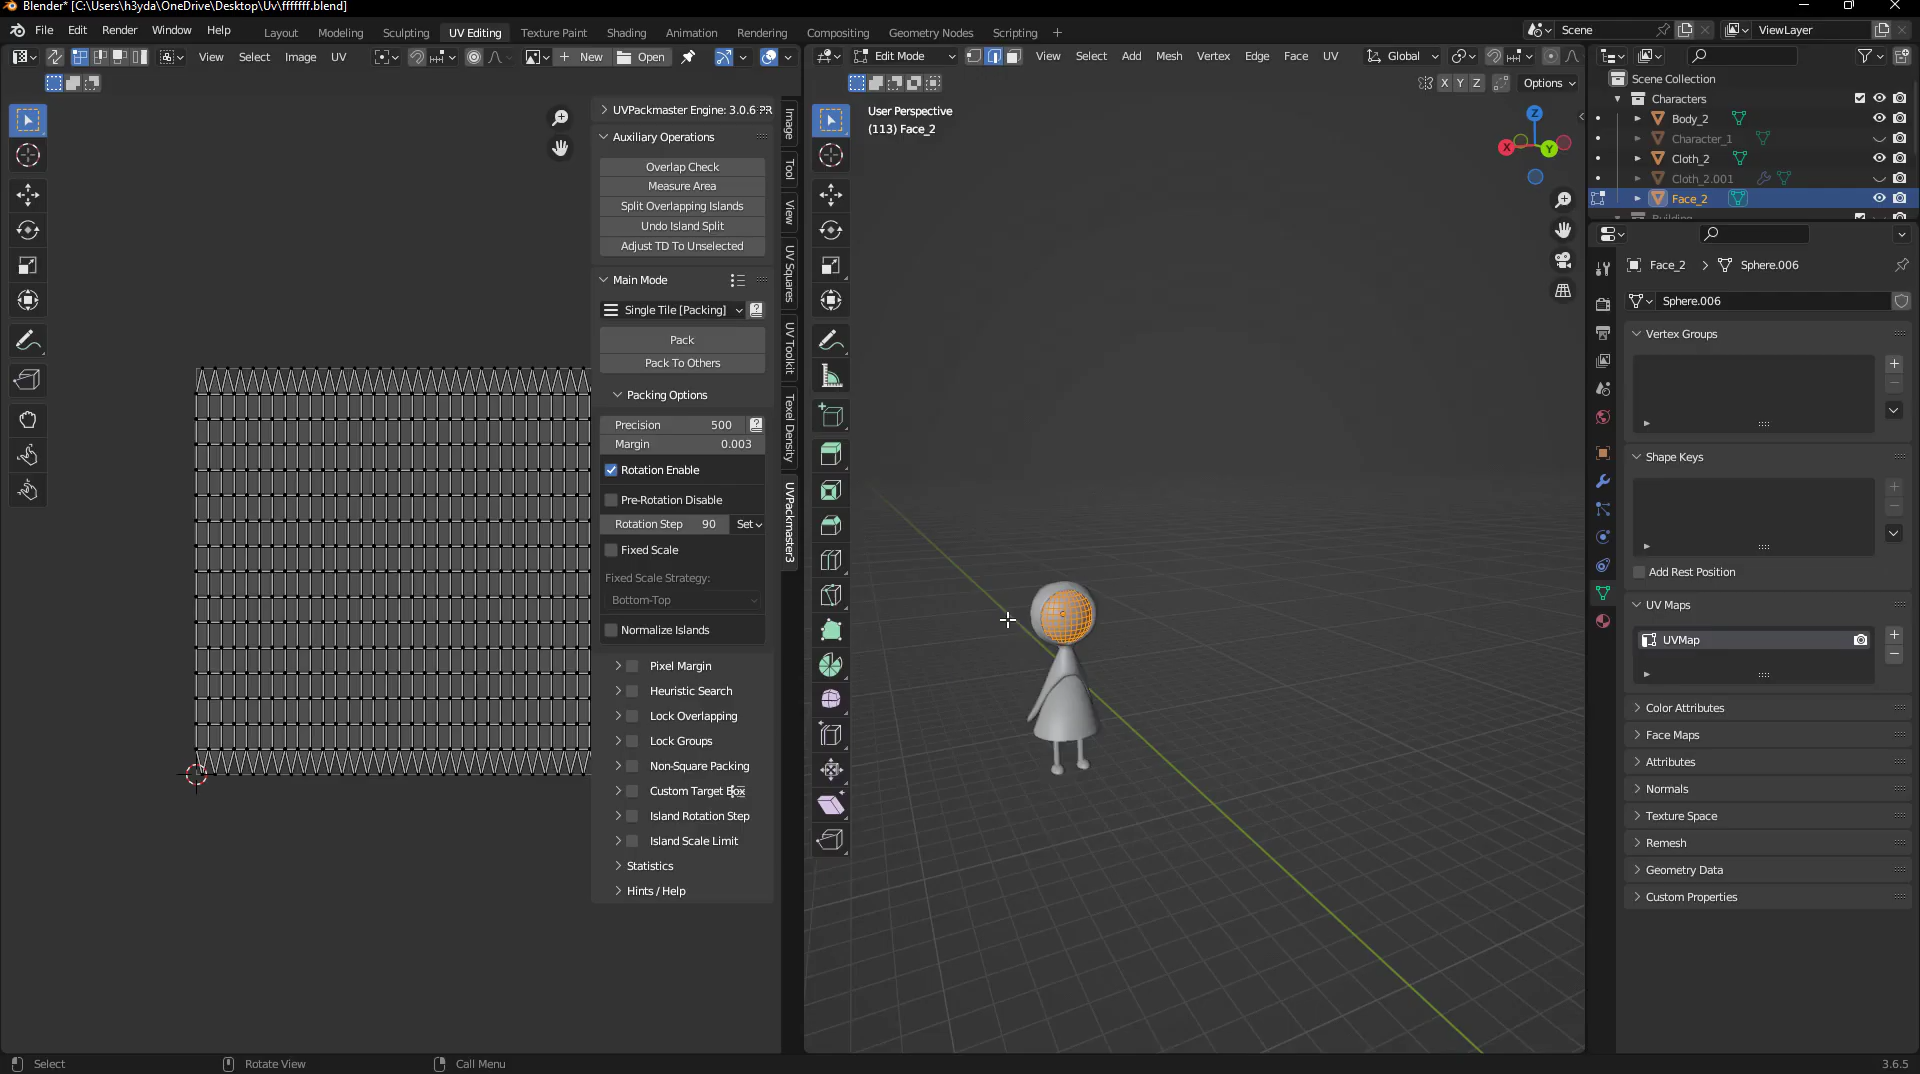 Blender* [C:\Users\h3yda\OneDrive\Desktop\Uv\fffffff.blend]
File Edit Render Window Help
Layout Modeling Sculpting UV Editing Texture Paint Shading Animation Rendering Compositing Geometry Nodes Scripting
Scene
ViewLayer
View Select Image UV
New
Open
Edit Mode
View Select Add Mesh Vertex Edge Face UV
Global
X Y Z
Options
Scene Collection
Characters
Body_2
Character_1
Cloth_2
Cloth_2.001
Face_2
User Perspective
(113) Face_2
Z
X
Y
UVPackmaster Engine: 3.0.6
Auxiliary Operations
Overlap Check
Measure Area
Split Overlapping Islands
Undo Island Split
Adjust TD To Unselected
Main Mode
Single Tile [Packing]
Pack
Pack To Others
Packing Options
Precision 500
Margin 0.003
Rotation Enable
Pre-Rotation Disable
Rotation Step 90
Set
Fixed Scale
Fixed Scale Strategy:
Bottom-Top
Normalize Islands
Pixel Margin
Heuristic Search
Lock Overlapping
Lock Groups
Non-Square Packing
Custom Target Box
Island Rotation Step
Island Scale Limit
Statistics
Hints / Help
Image
Tool
View
UV Squares
UV Toolkit
Texel Density
UVPackmaster3
Face_2
Sphere.006
Sphere.006
Vertex Groups
Shape Keys
Add Rest Position
UV Maps
UVMap
Color Attributes
Face Maps
Attributes
Normals
Texture Space
Remesh
Geometry Data
Custom Properties
Select
Rotate View
Call Menu
3.6.5